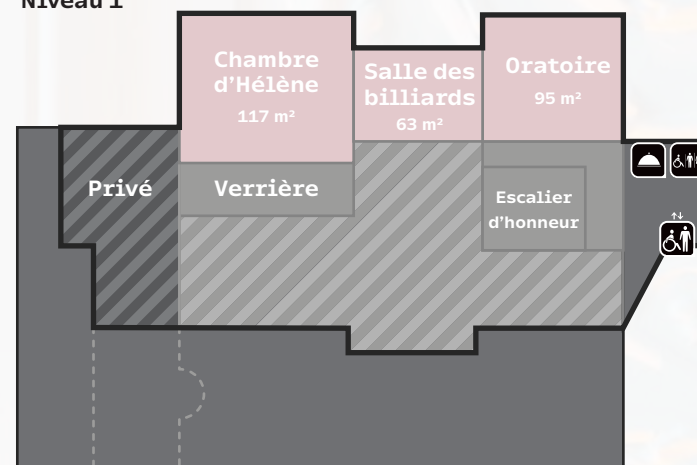 Niveau 1
Chambre
d'Hélène
117 m²
Salle des
billiards
63 m²
Oratoire
95 m²
Privé
Verrière
Escalier
d'honneur